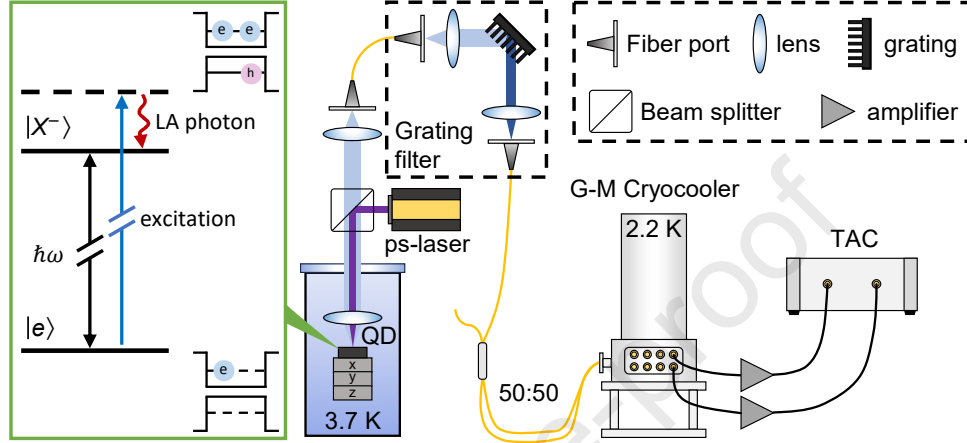 e e
h
|X⁻⟩
LA photon
excitation
ħω
|e⟩
e
Grating
filter
ps-laser
QD
x
y
z
3.7 K
50:50
Fiber port
lens
grating
Beam splitter
amplifier
G-M Cryocooler
2.2 K
TAC
e-proof